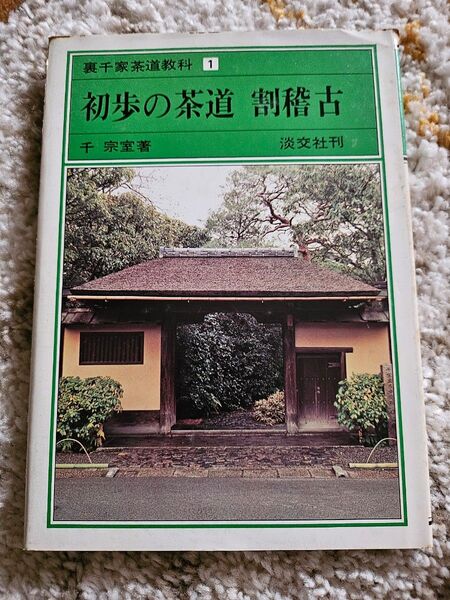 裏千家茶道教科 1
初歩の茶道 割稽古
千 宗室著 淡交社刊